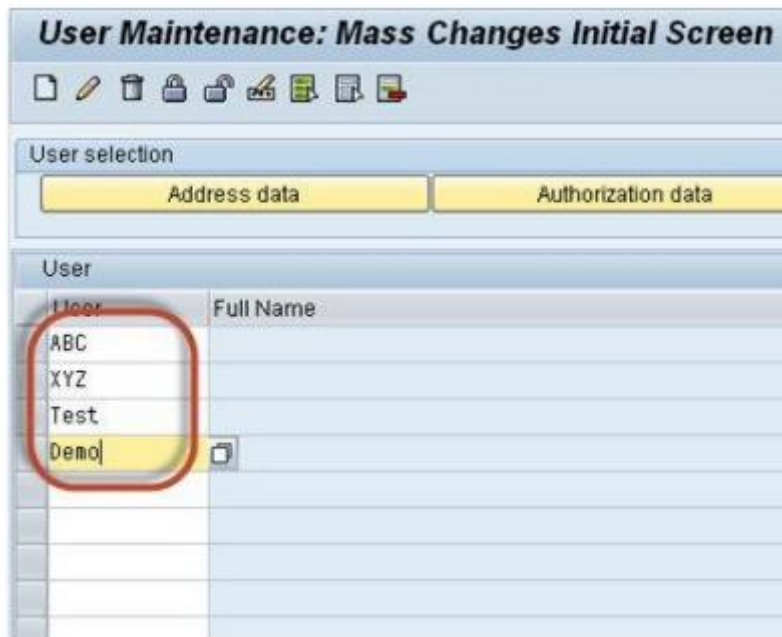 User Maintenance: Mass Changes Initial Screen
User selection
Address data Authorization data
User
User Full Name
ABC
XYZ
Test
Demo